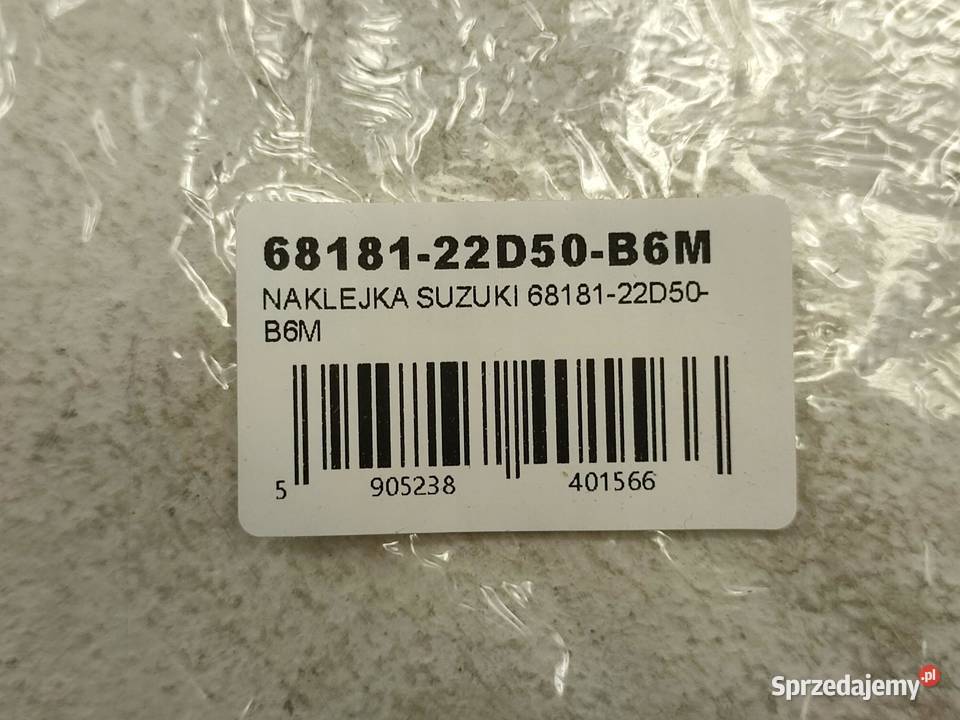 68181-22D50-B6M
NAKLEJKA SUZUKI 68181-22D50-
B6M
5 905238 401566
Sprzedajemy.pl